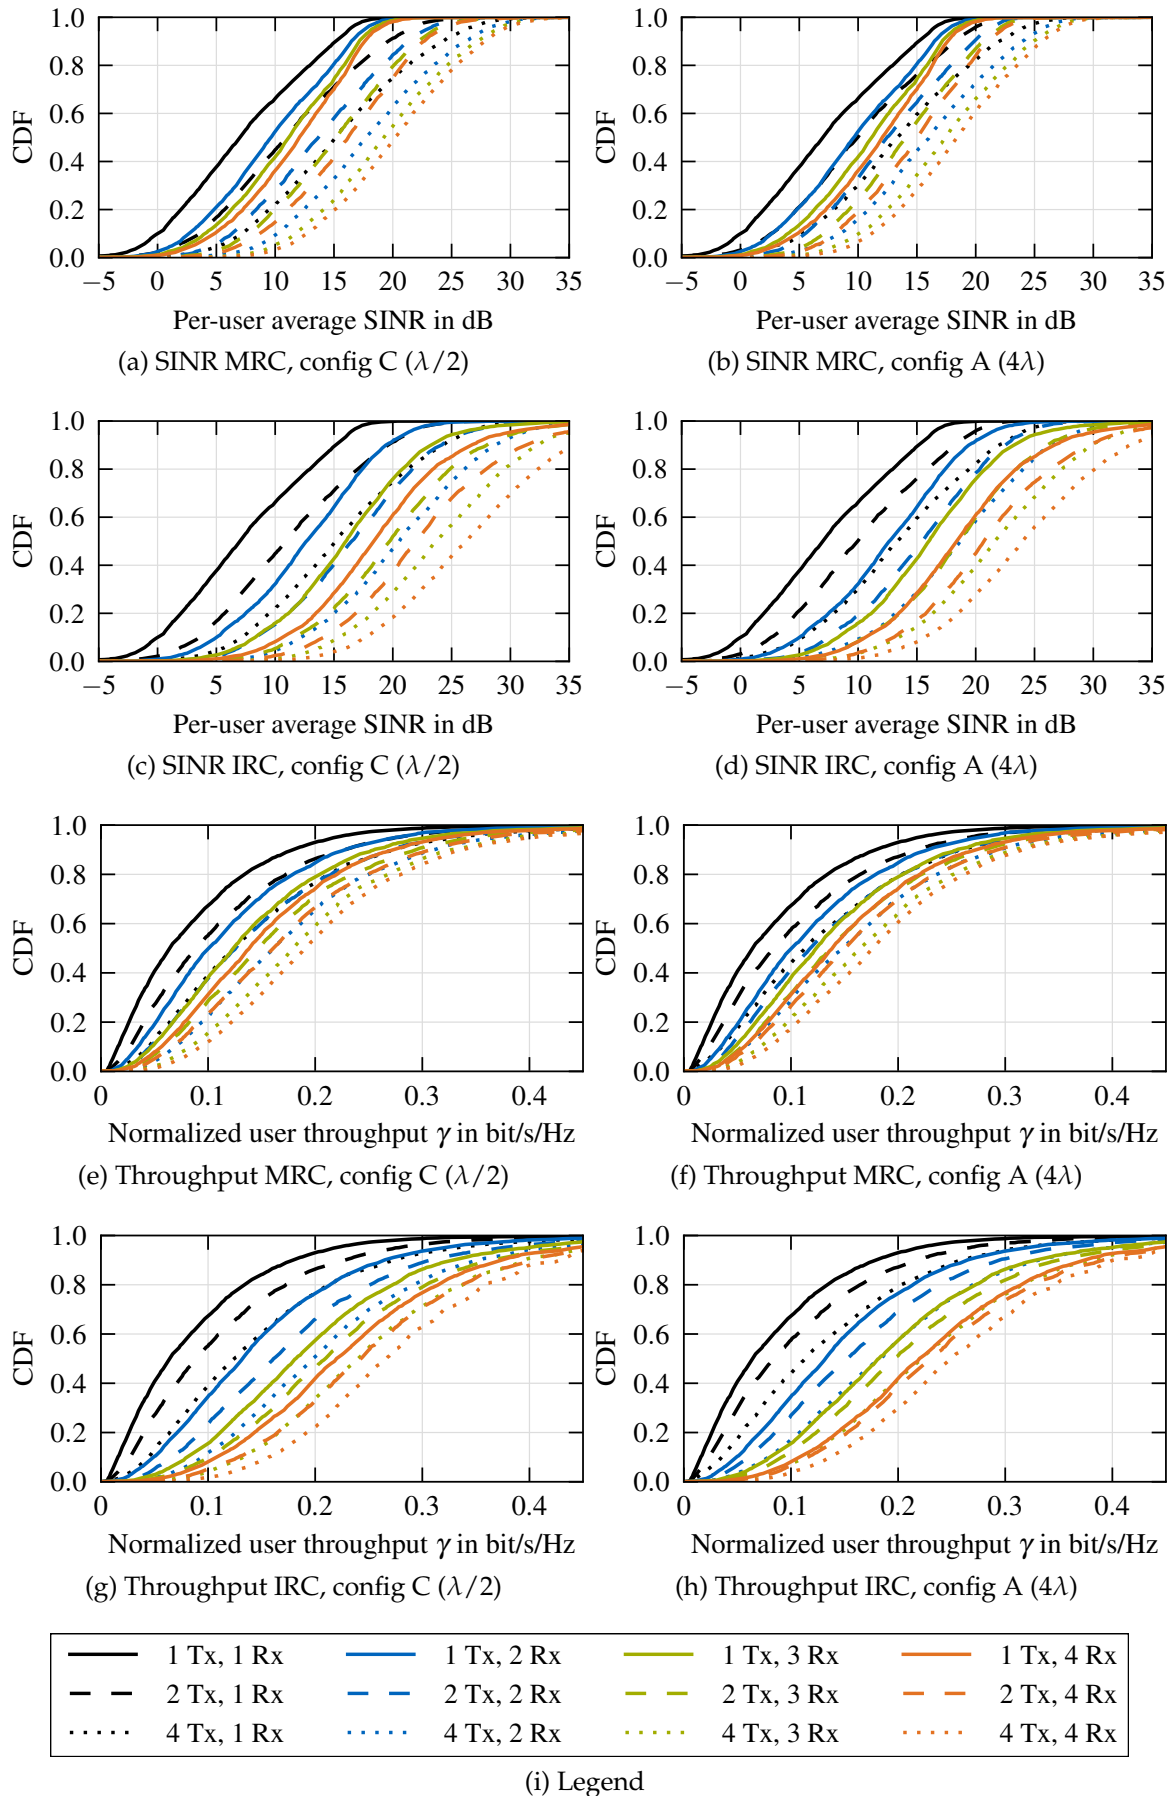 1.0
0.8
0.6
0.4
0.2
0.0
CDF
−5 0 5 10 15 20 25 30 35
Per-user average SINR in dB
(a) SINR MRC, config C (λ/2)
1.0
0.8
0.6
0.4
0.2
0.0
CDF
−5 0 5 10 15 20 25 30 35
Per-user average SINR in dB
(b) SINR MRC, config A (4λ)
1.0
0.8
0.6
0.4
0.2
0.0
CDF
−5 0 5 10 15 20 25 30 35
Per-user average SINR in dB
(c) SINR IRC, config C (λ/2)
1.0
0.8
0.6
0.4
0.2
0.0
CDF
−5 0 5 10 15 20 25 30 35
Per-user average SINR in dB
(d) SINR IRC, config A (4λ)
1.0
0.8
0.6
0.4
0.2
0.0
CDF
0 0.1 0.2 0.3 0.4
Normalized user throughput γ in bit/s/Hz
(e) Throughput MRC, config C (λ/2)
1.0
0.8
0.6
0.4
0.2
0.0
CDF
0 0.1 0.2 0.3 0.4
Normalized user throughput γ in bit/s/Hz
(f) Throughput MRC, config A (4λ)
1.0
0.8
0.6
0.4
0.2
0.0
CDF
0 0.1 0.2 0.3 0.4
Normalized user throughput γ in bit/s/Hz
(g) Throughput IRC, config C (λ/2)
1.0
0.8
0.6
0.4
0.2
0.0
CDF
0 0.1 0.2 0.3 0.4
Normalized user throughput γ in bit/s/Hz
(h) Throughput IRC, config A (4λ)
1 Tx, 1 Rx 1 Tx, 2 Rx 1 Tx, 3 Rx 1 Tx, 4 Rx
2 Tx, 1 Rx 2 Tx, 2 Rx 2 Tx, 3 Rx 2 Tx, 4 Rx
4 Tx, 1 Rx 4 Tx, 2 Rx 4 Tx, 3 Rx 4 Tx, 4 Rx
(i) Legend